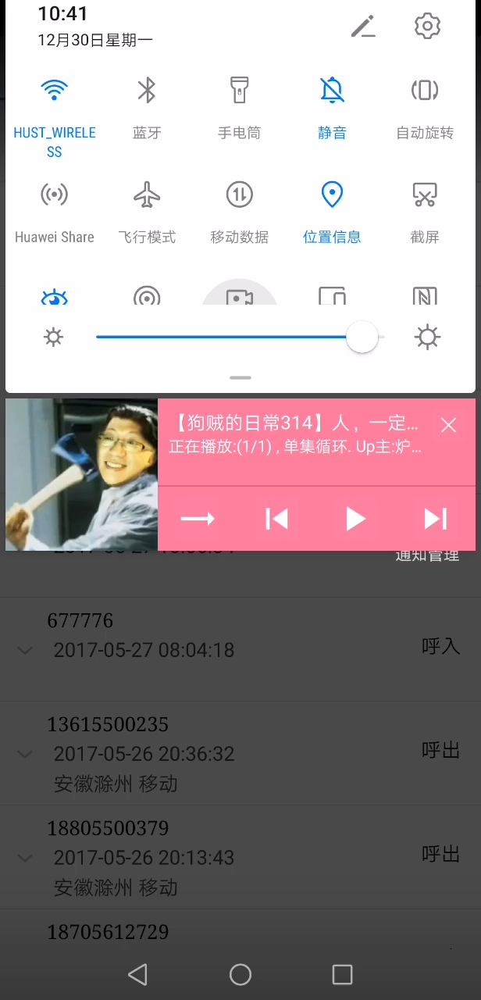 10:41
12月30日星期一
HUST_WIRELE
SS
蓝牙
手电筒
静音
自动旋转
Huawei Share
飞行模式
移动数据
位置信息
截屏
【狗贼的日常314】人，一定...
正在播放:(1/1) , 单集循环. Up主:炉...
通知管理
677776
2017-05-27 08:04:18
呼入
13615500235
2017-05-26 20:36:32
呼出
安徽滁州 移动
18805500379
2017-05-26 20:13:43
呼出
安徽滁州 移动
18705612729